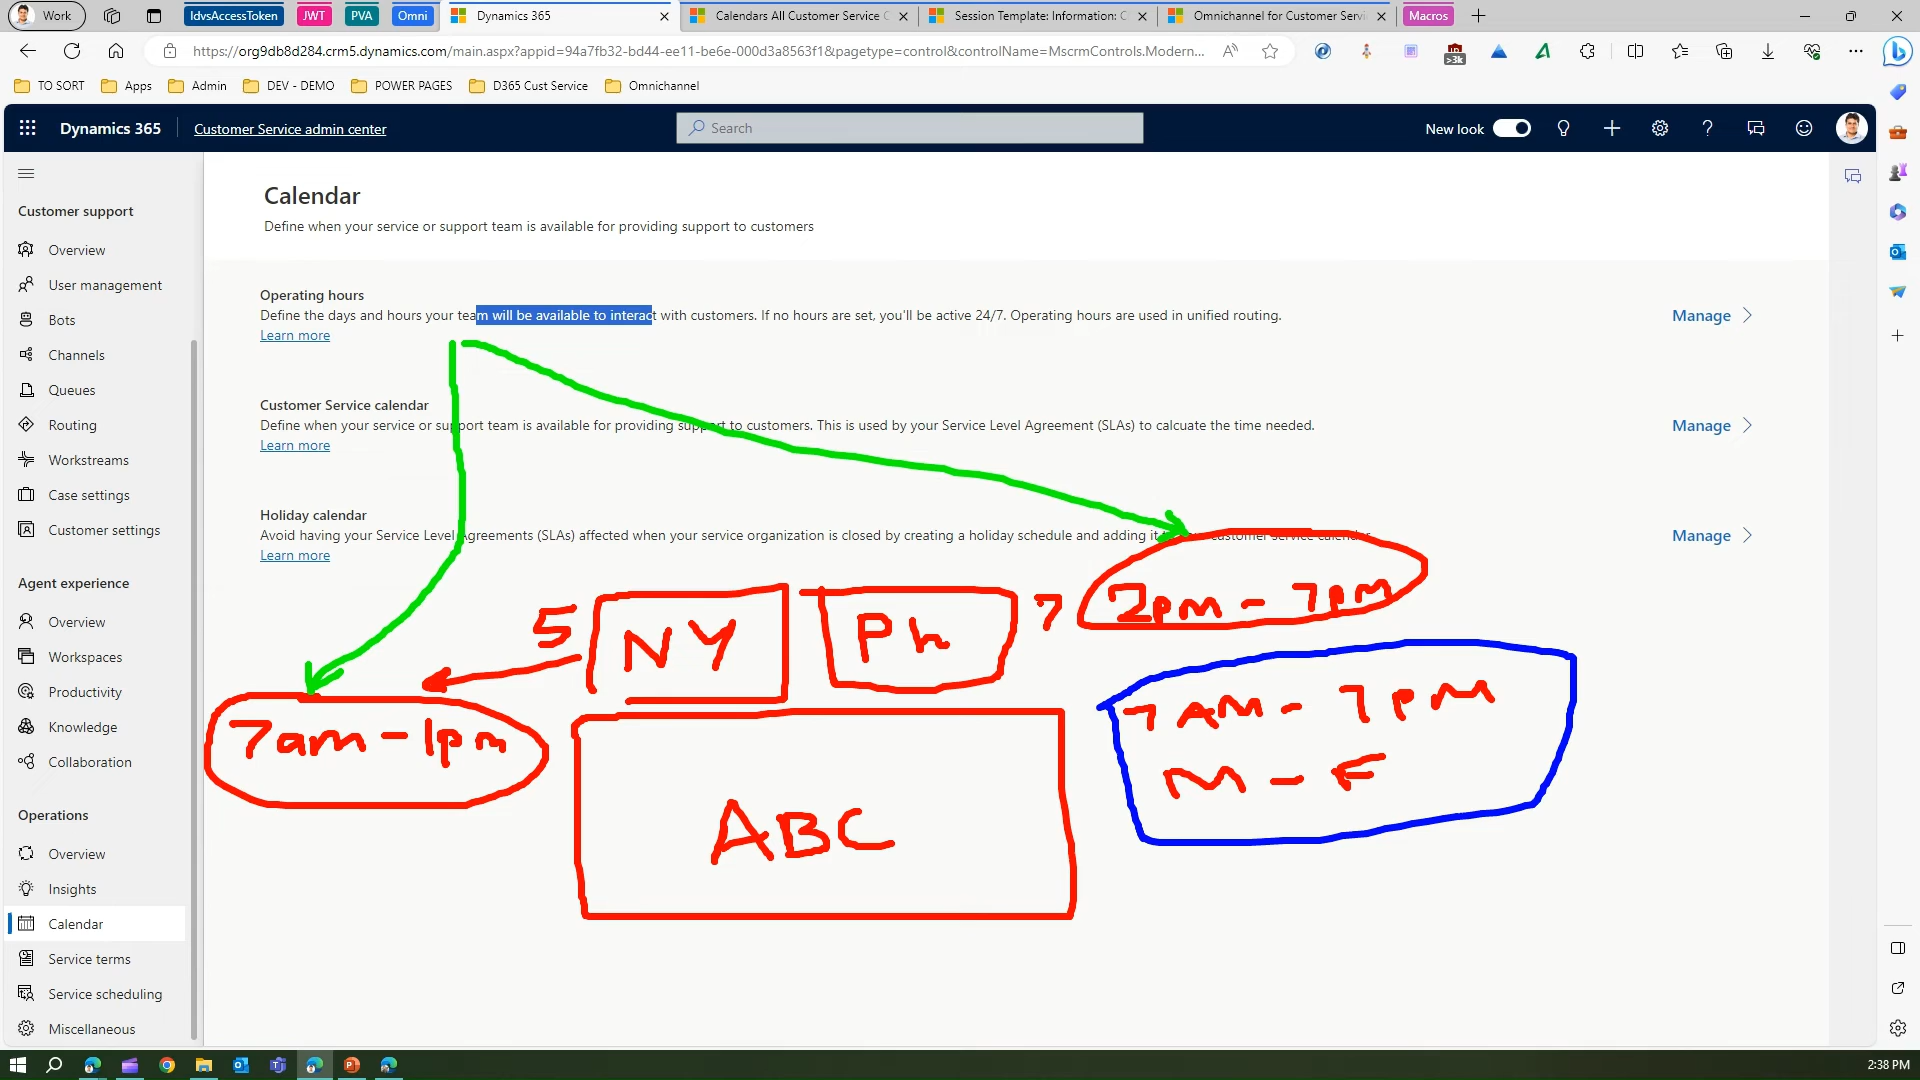 Work
IdvsAccessToken
JWT
PVA
Omni
Dynamics 365
Calendars All Customer Service C
Session Template: Information: C
Omnichannel for Customer Servi
Macros
https://org9db8d284.crm5.dynamics.com/main.aspx?appid=94a7fb32-bd44-ee11-be6e-000d3a8563f1&pagetype=control&controlName=MscrmControls.Modern...
>3k
TO SORT
Apps
Admin
DEV - DEMO
POWER PAGES
D365 Cust Service
Omnichannel
Dynamics 365
Customer Service admin center
Search
New look
Customer support
Overview
User management
Bots
Channels
Queues
Routing
Workstreams
Case settings
Customer settings
Agent experience
Overview
Workspaces
Productivity
Knowledge
Collaboration
Operations
Overview
Insights
Calendar
Service terms
Service scheduling
Miscellaneous
Calendar
Define when your service or support team is available for providing support to customers
Operating hours
Define the days and hours your team will be available to interact with customers. If no hours are set, you'll be active 24/7. Operating hours are used in unified routing.
Learn more
Manage
Customer Service calendar
Define when your service or support team is available for providing support to customers. This is used by your Service Level Agreement (SLAs) to calcuate the time needed.
Learn more
Manage
Holiday calendar
Avoid having your Service Level Agreements (SLAs) affected when your service organization is closed by creating a holiday schedule and adding it to your customer service calendar.
Learn more
Manage
5
NY
Ph
7
2pm - 7pm
7am - 1pm
7AM - 7PM
M - F
ABC
2:38 PM